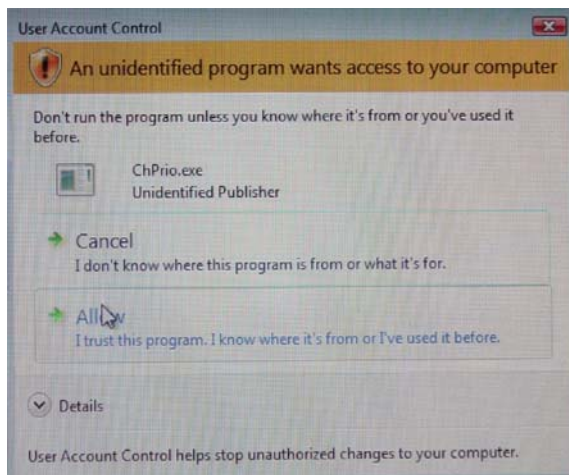 User Account Control
An unidentified program wants access to your computer
Don't run the program unless you know where it's from or you've used it
before.
ChPrio.exe
Unidentified Publisher
Cancel
I don't know where this program is from or what it's for.
Allow
I trust this program. I know where it's from or I've used it before.
Details
User Account Control helps stop unauthorized changes to your computer.